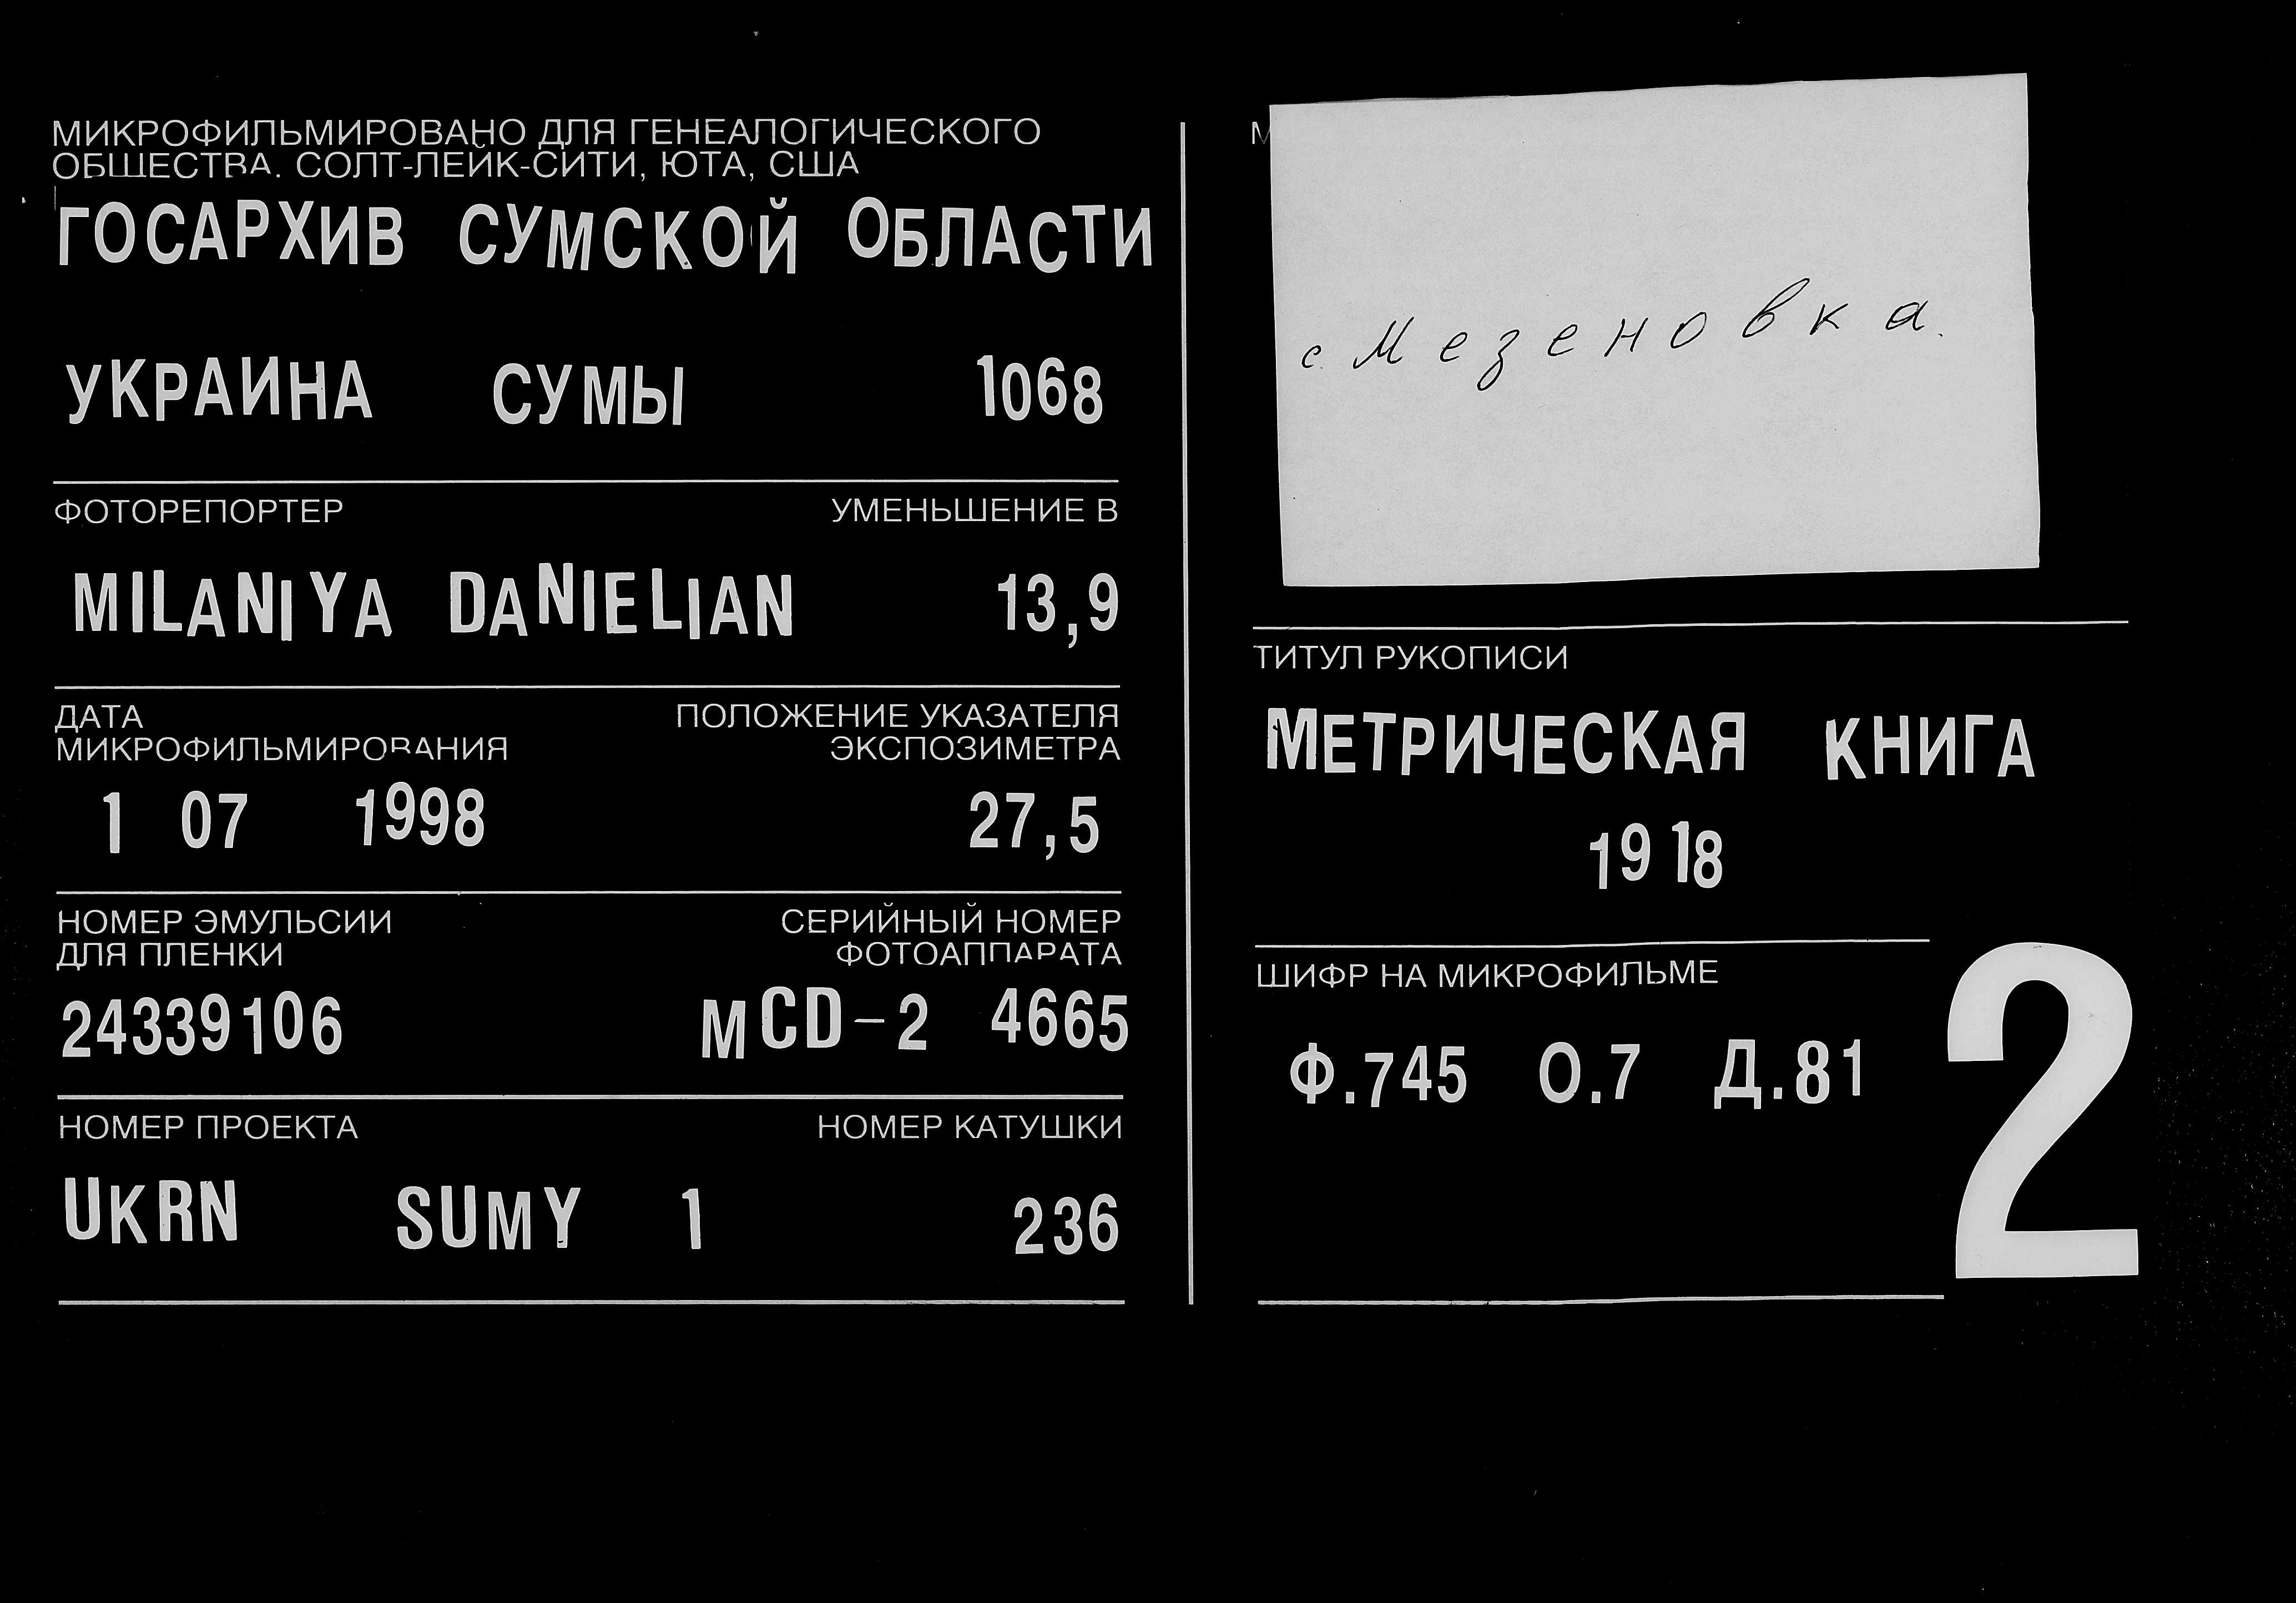 МИКРОФИЛЬМИРОВАНО ДЛЯ ГЕНЕАЛОГИЧЕСКОГО
ОБЩЕСТВА. СОЛТ-ЛЕЙК-СИТИ, ЮТА, США
ГОСАРХИВ СУМСКОЙ ОБЛАСТИ
УКРАИНА СУМЫ 1068
ФОТОРЕПОРТЕР УМЕНЬШЕНИЕ В
MILANIYA DANIELIAN 13,9
ДАТА ПОЛОЖЕНИЕ УКАЗАТЕЛЯ
МИКРОФИЛЬМИРОВАНИЯ ЭКСПОЗИМЕТРА
1 07 1998 27,5
НОМЕР ЭМУЛЬСИИ СЕРИЙНЫЙ НОМЕР
ДЛЯ ПЛЕНКИ ФОТОАППАРАТА
24339106 MCD-2 4665
НОМЕР ПРОЕКТА НОМЕР КАТУШКИ
UKRN SUMY 1 236
с. Мезеновка.
ТИТУЛ РУКОПИСИ
МЕТРИЧЕСКАЯ КНИГА
1918
ШИФР НА МИКРОФИЛЬМЕ
Ф.745 О.7 Д.81
2